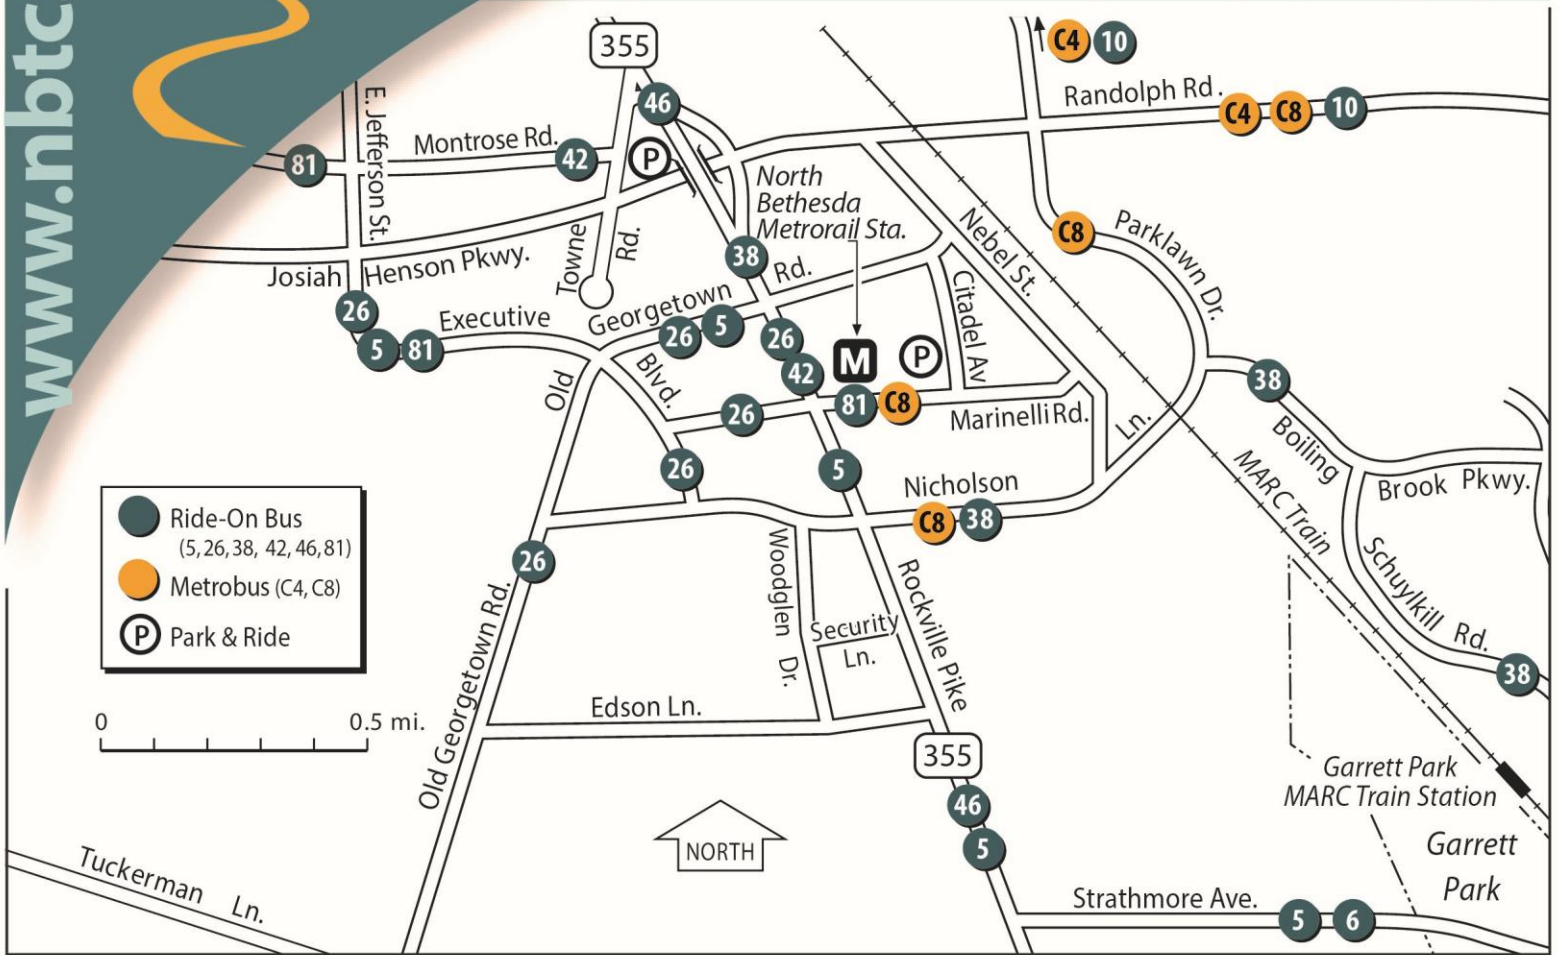 www.nbtc
355
46
C4
10
Randolph Rd.
C4
C8
10
E. Jefferson St.
Montrose Rd.
81
42
P
North
Bethesda
Metrorail Sta.
Nebel St.
C8
Parklawn Dr.
Josiah Henson Pkwy.
Towne Rd.
38
26
5
81
Executive Blvd.
Old Georgetown Rd.
26
5
26
42
M
P
Citadel Av
38
26
81
C8
Marinelli Rd.
26
5
Nicholson Ln.
C8
38
Boiling Brook Pkwy.
MARC Train
Ride-On Bus
(5, 26, 38, 42, 46, 81)
Metrobus (C4, C8)
P
Park & Ride
26
Woodglen Dr.
Security
Ln.
Rockville Pike
Schuylkill Rd.
38
0
0.5 mi.
Old Georgetown Rd.
Edson Ln.
355
Garrett Park
MARC Train Station
46
5
NORTH
Garrett
Park
Tuckerman Ln.
Strathmore Ave.
5
6